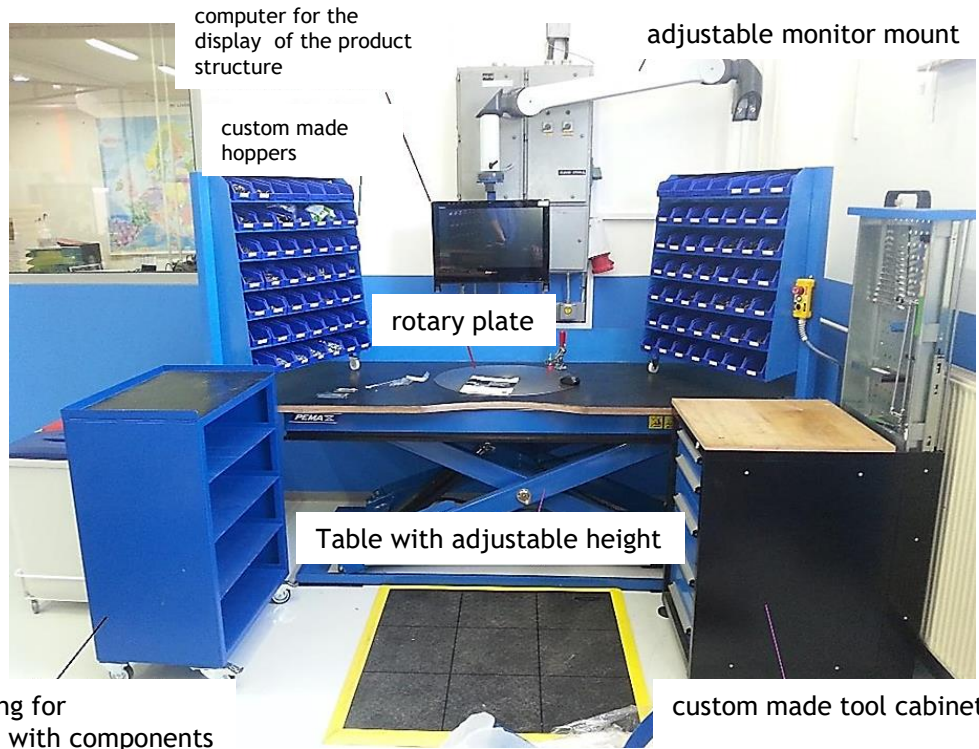 computer for the
display of the product
structure
adjustable monitor mount
custom made
hoppers
rotary plate
PEMA
Table with adjustable height
ng for
with components
custom made tool cabinet